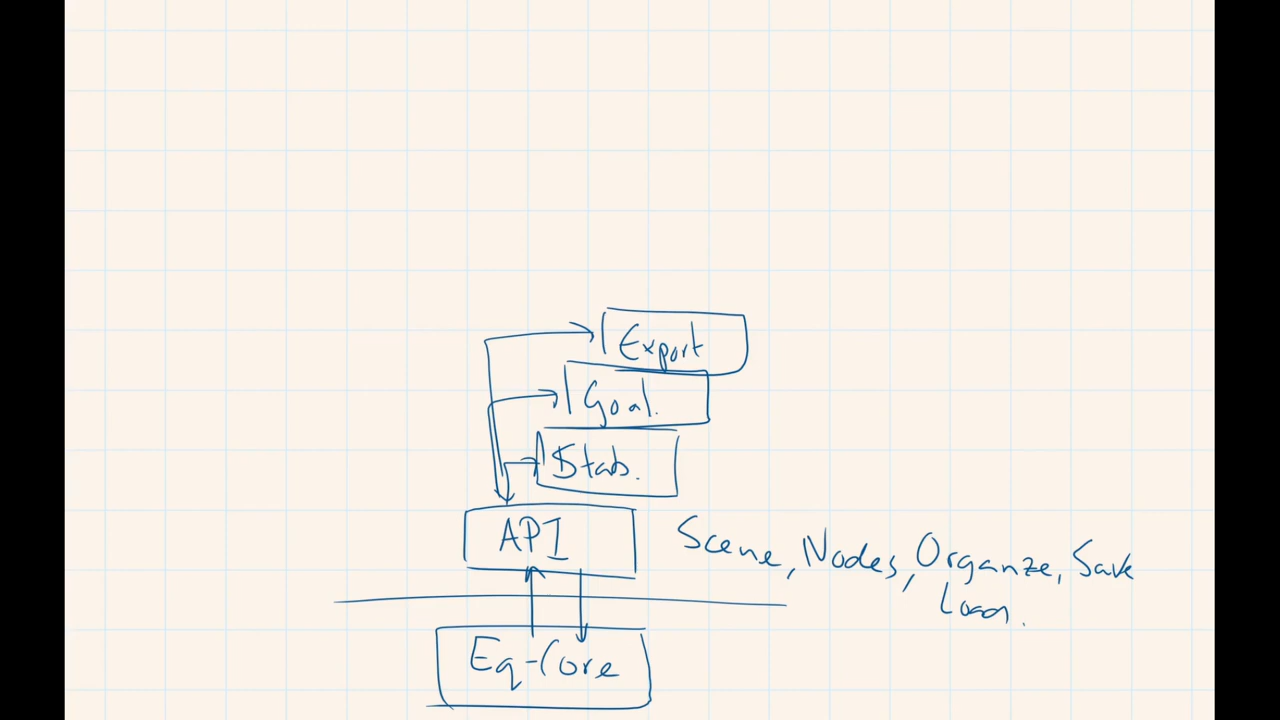 Export
Goal.
Stab.
API
Scene, Nodes, Organze, Save
Load.
Eq-Core